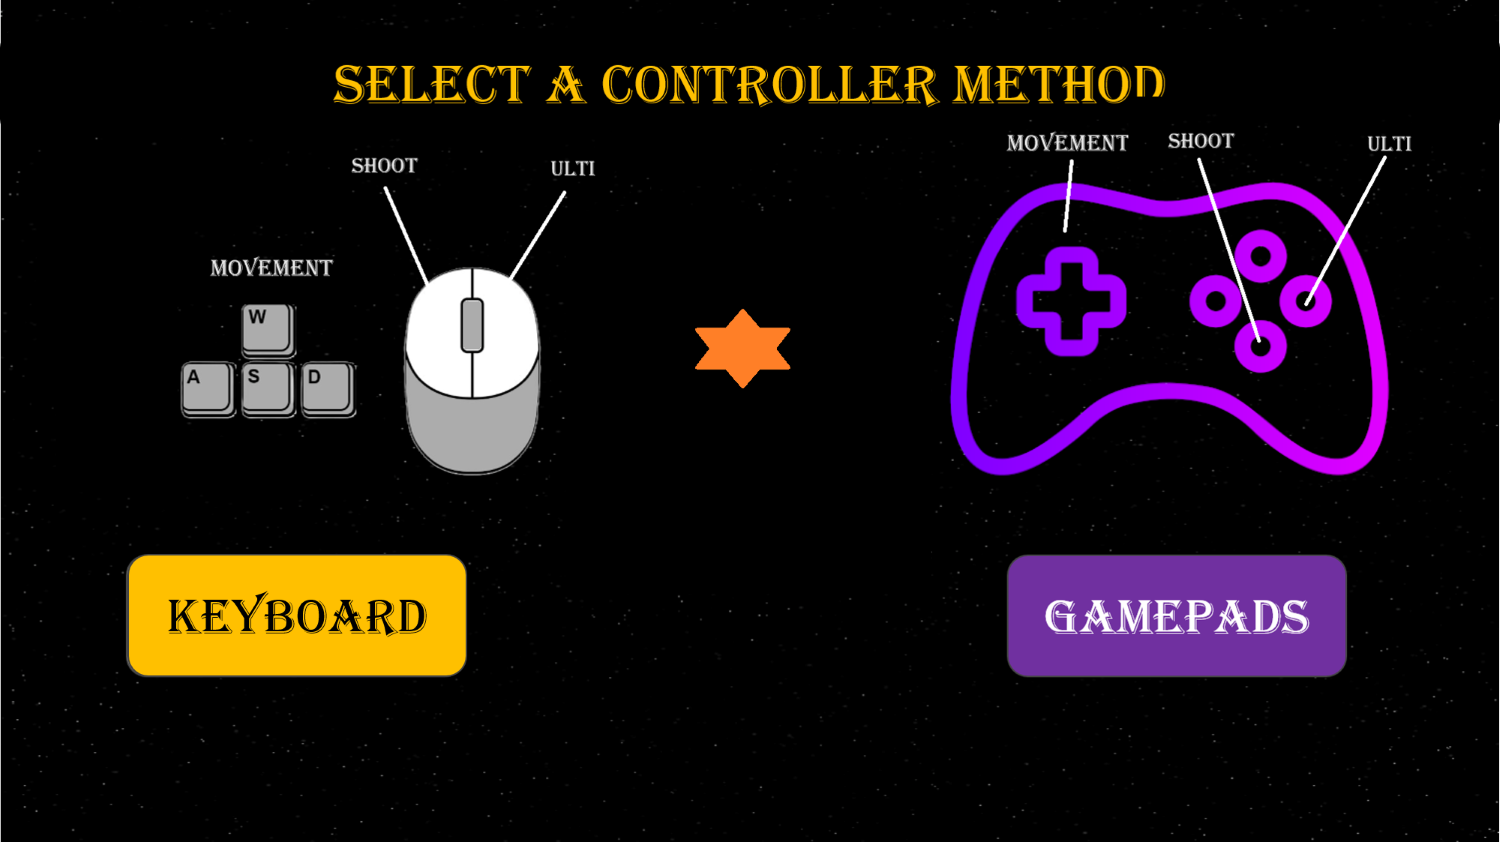 SELECT A CONTROLLER METHOD
MOVEMENT SHOOT ULTI
SHOOT ULTI
MOVEMENT
W
A S D
KEYBOARD GAMEPADS